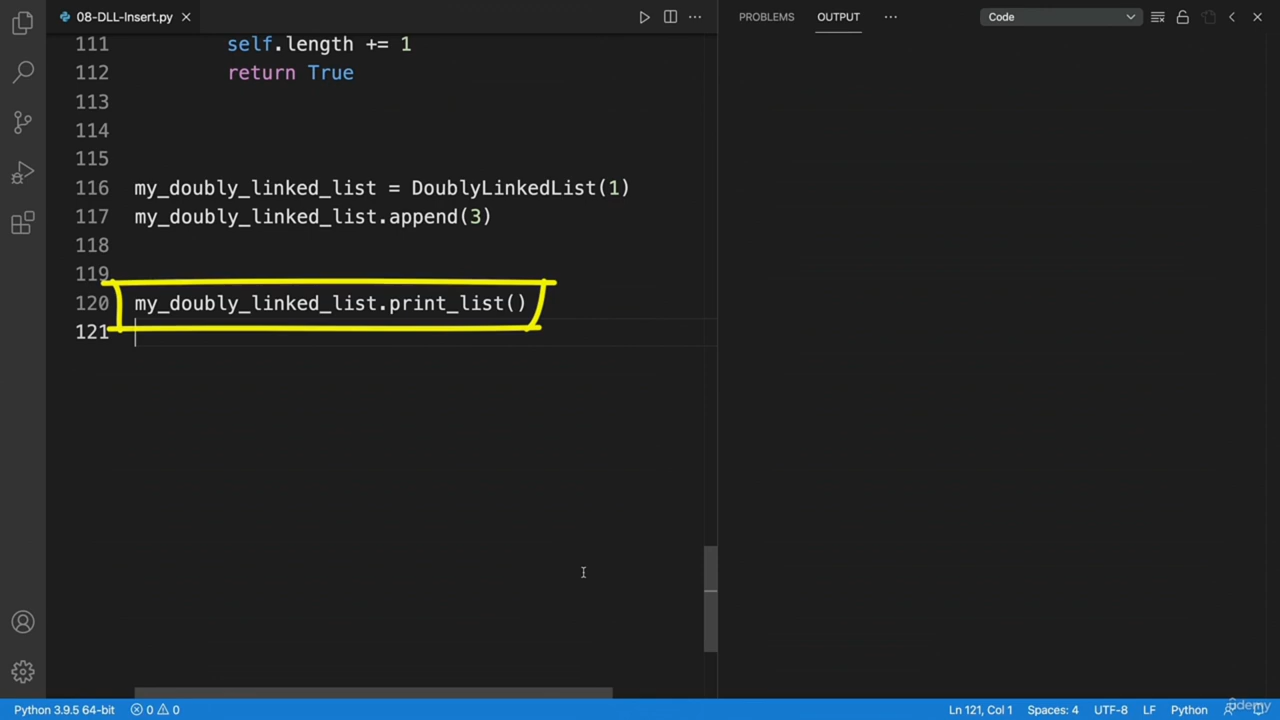 08-DLL-Insert.py
PROBLEMS OUTPUT Code
111 self.length += 1
112 return True
113
114
115
116 my_doubly_linked_list = DoublyLinkedList(1)
117 my_doubly_linked_list.append(3)
118
119
120 my_doubly_linked_list.print_list()
121
Python 3.9.5 64-bit 0 0 Ln 121, Col 1 Spaces: 4 UTF-8 LF Python
ûdemy